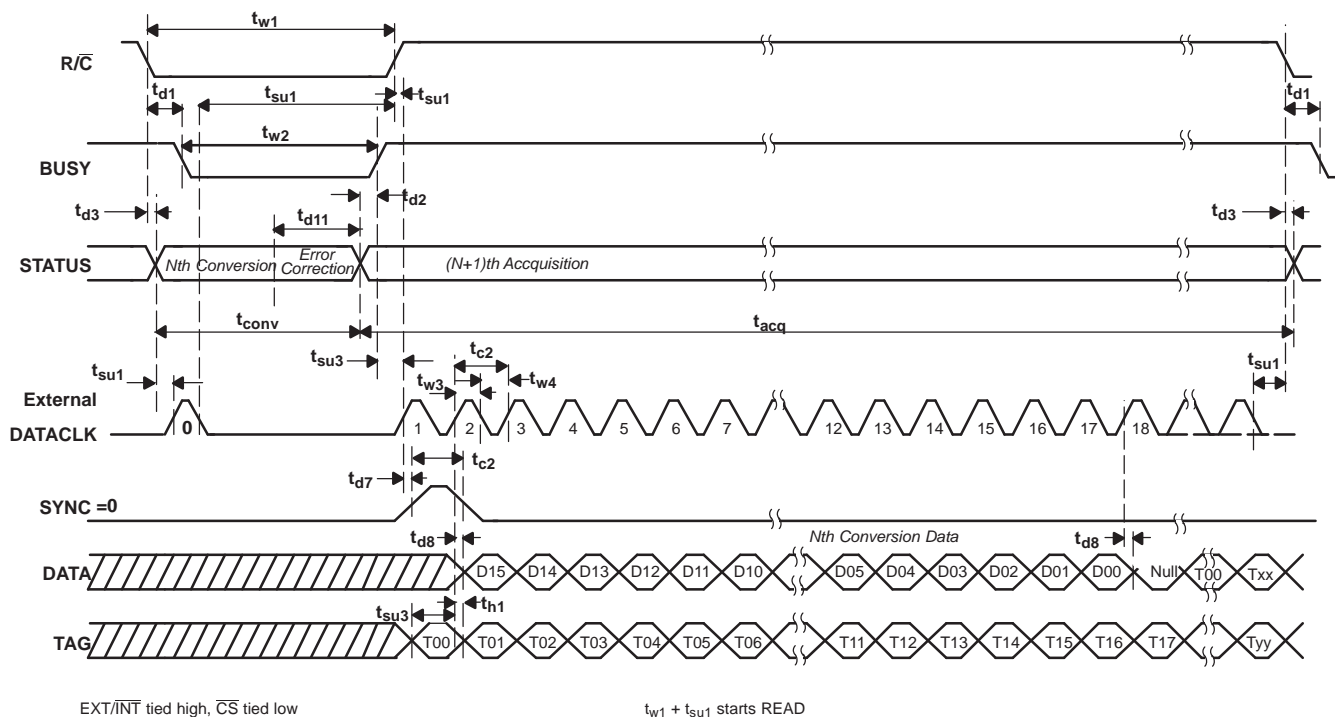 tw1
R/C
td1
tsu1
tsu1
td1
tw2
BUSY
td2
td3
td11
td3
STATUS
Nth Conversion
Error
Correction
(N+1)th Accquisition
tconv
tacq
tsu3
tc2
tsu1
tw3
tw4
tsu1
External
DATACLK
0
1
2
3
4
5
6
7
12
13
14
15
16
17
18
tc2
td7
SYNC =0
Nth Conversion Data
td8
td8
DATA
D15
D14
D13
D12
D11
D10
D05
D04
D03
D02
D01
D00
Null
T00
Txx
tsu3
th1
TAG
T00
T01
T02
T03
T04
T05
T06
T11
T12
T13
T14
T15
T16
T17
Tyy
EXT/INT tied high, CS tied low
tw1 + tsu1 starts READ